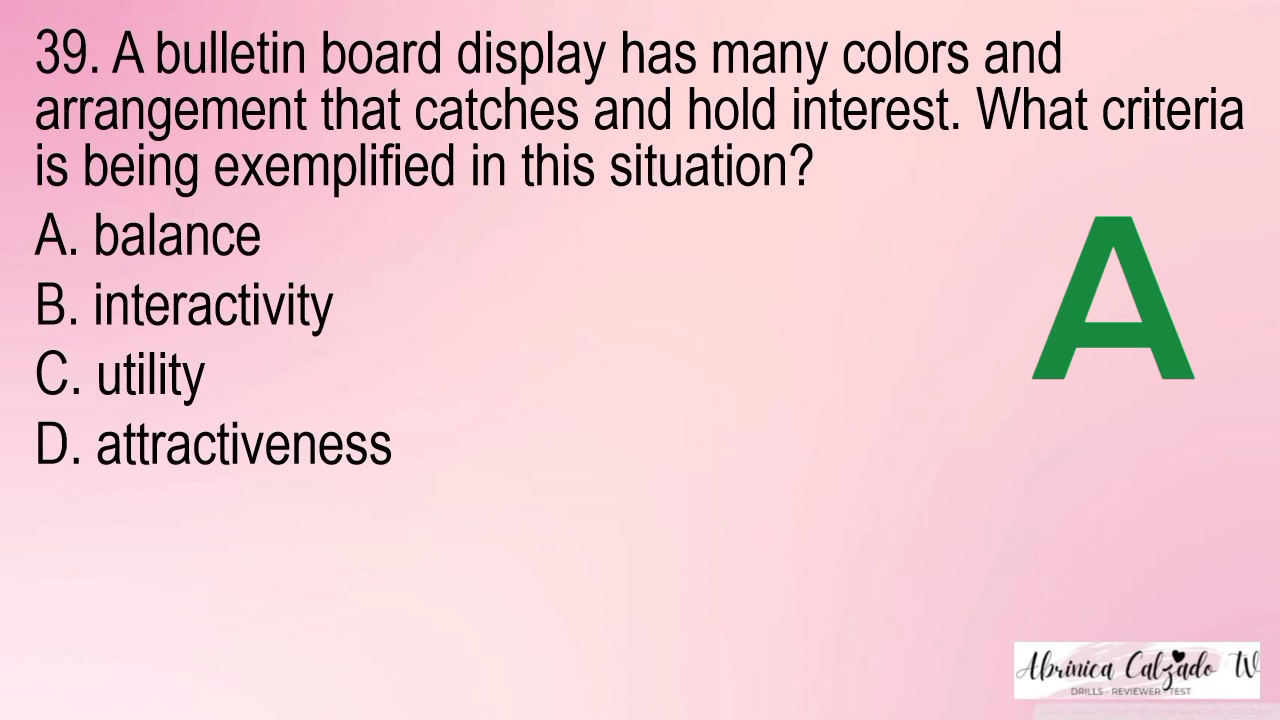 39. A bulletin board display has many colors and
arrangement that catches and hold interest. What criteria
is being exemplified in this situation?
A. balance
B. interactivity
C. utility
D. attractiveness
A
Abrinica Calzado TV
DRILLS - REVIEWER - TEST